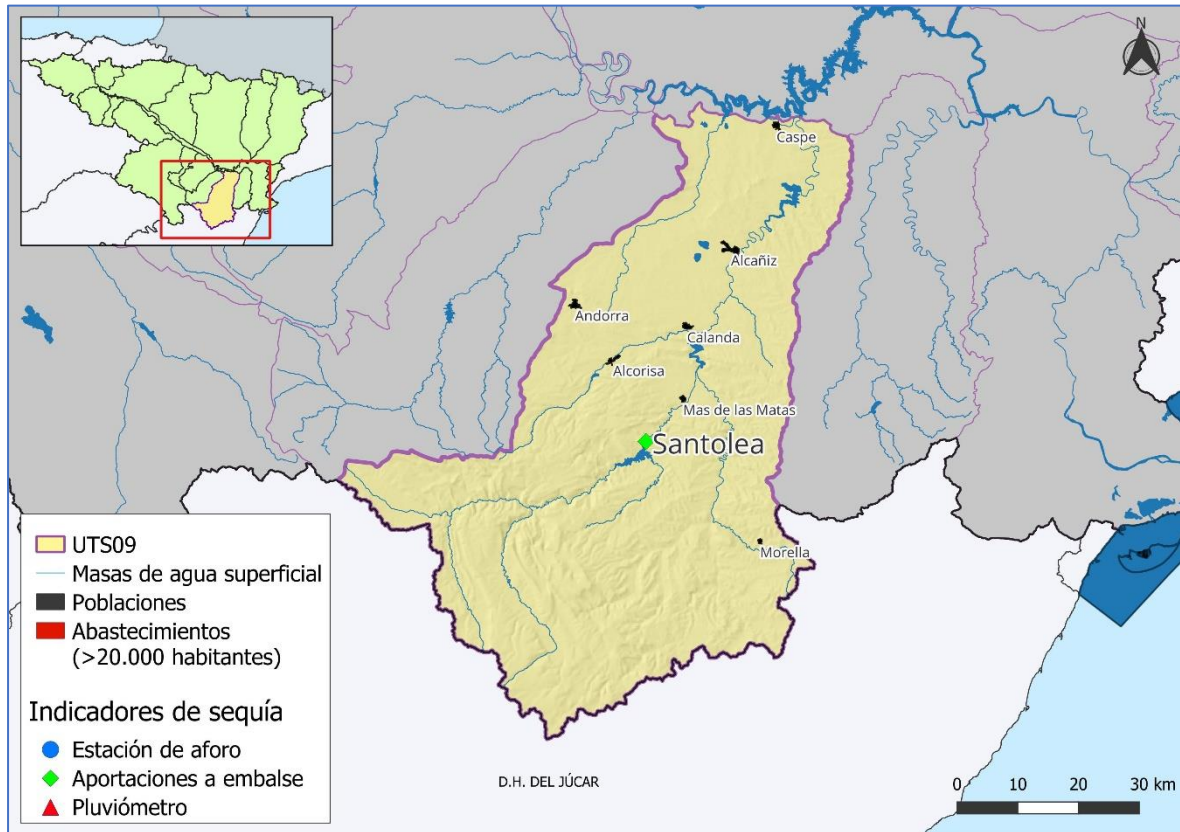 N
Caspe
Alcañiz
Andorra
Calanda
Alcorisa
Mas de las Matas
Santolea
Morella
UTS09
Masas de agua superficial
Poblaciones
Abastecimientos
(>20.000 habitantes)
Indicadores de sequía
Estación de aforo
Aportaciones a embalse
Pluviómetro
D.H. DEL JÚCAR
0 10 20 30 km